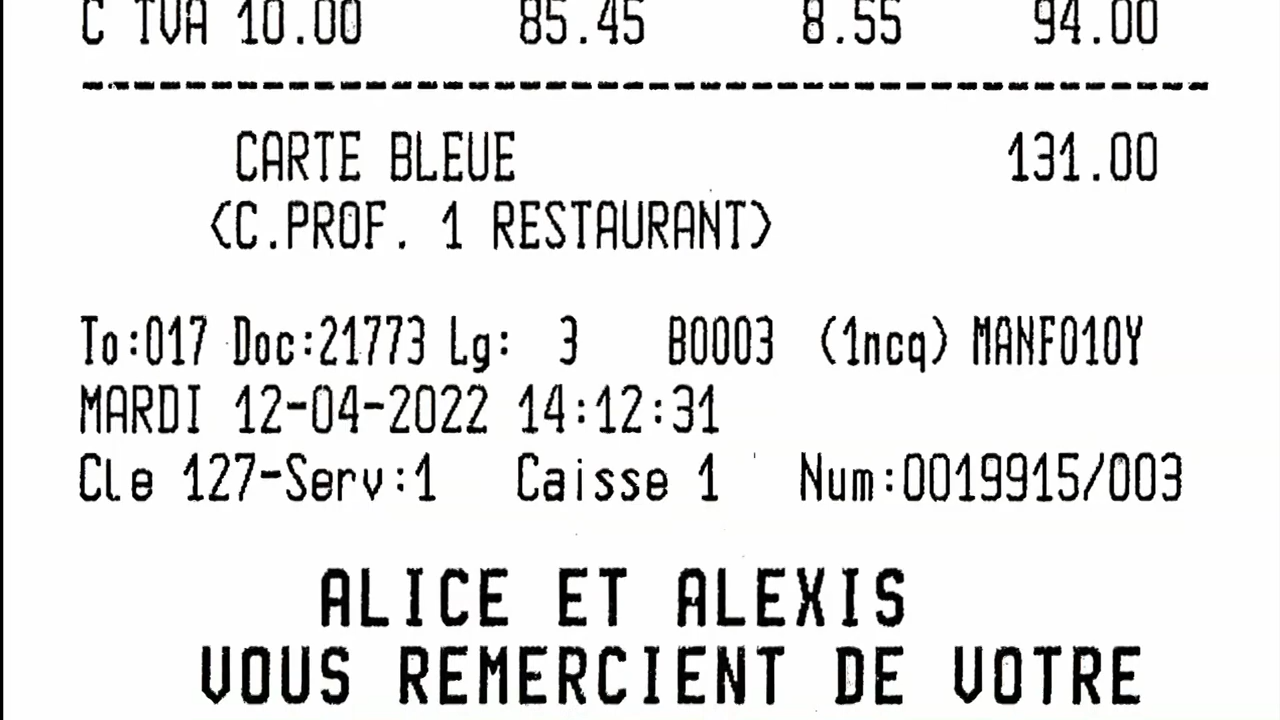 C TVA 10.00 85.45 8.55 94.00
CARTE BLEUE 131.00
<C.PROF. 1 RESTAURANT>
To:017 Doc:21773 Lg: 3 B0003 (1ncq) MANF010Y
MARDI 12-04-2022 14:12:31
Cle 127-Serv:1 Caisse 1 Num:0019915/003
ALICE ET ALEXIS
VOUS REMERCIENT DE VOTRE